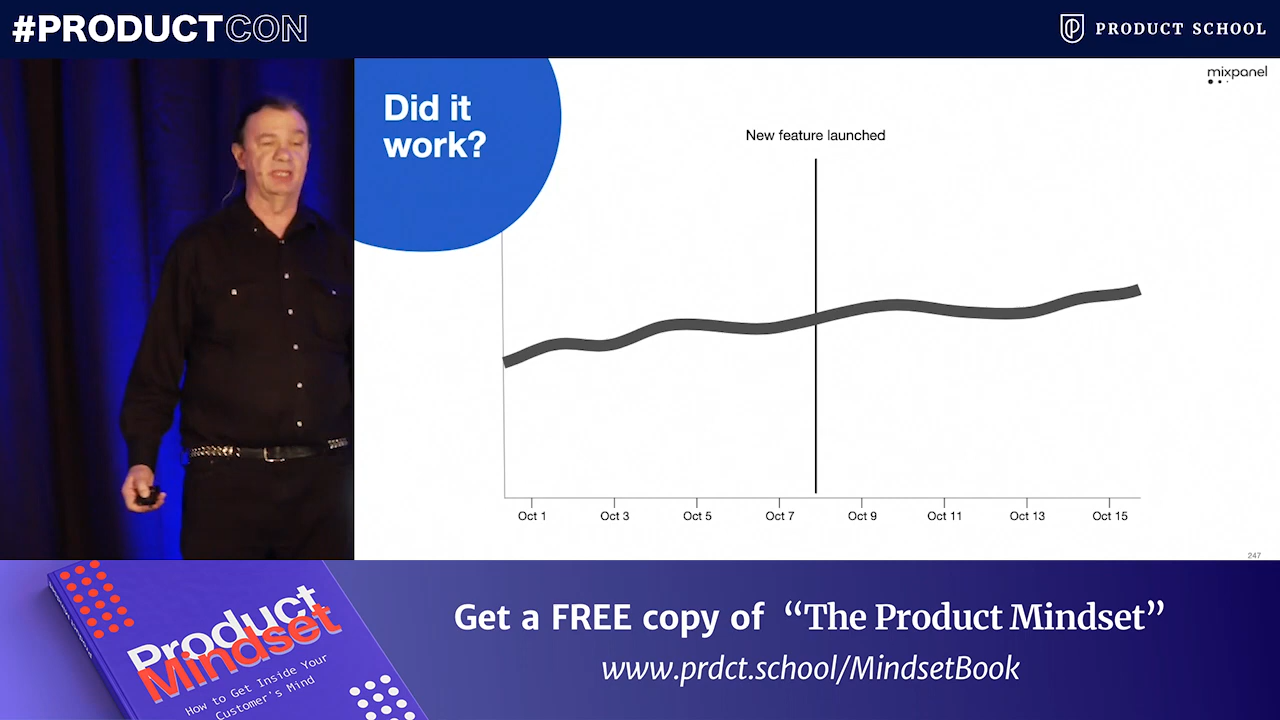 #PRODUCTCON
PRODUCT SCHOOL
Did it
work?
mixpanel
New feature launched
Oct 1
Oct 3
Oct 5
Oct 7
Oct 9
Oct 11
Oct 13
Oct 15
247
Product
Mindset
How to Get Inside Your
Customer's Mind
Get a FREE copy of “The Product Mindset”
www.prdct.school/MindsetBook